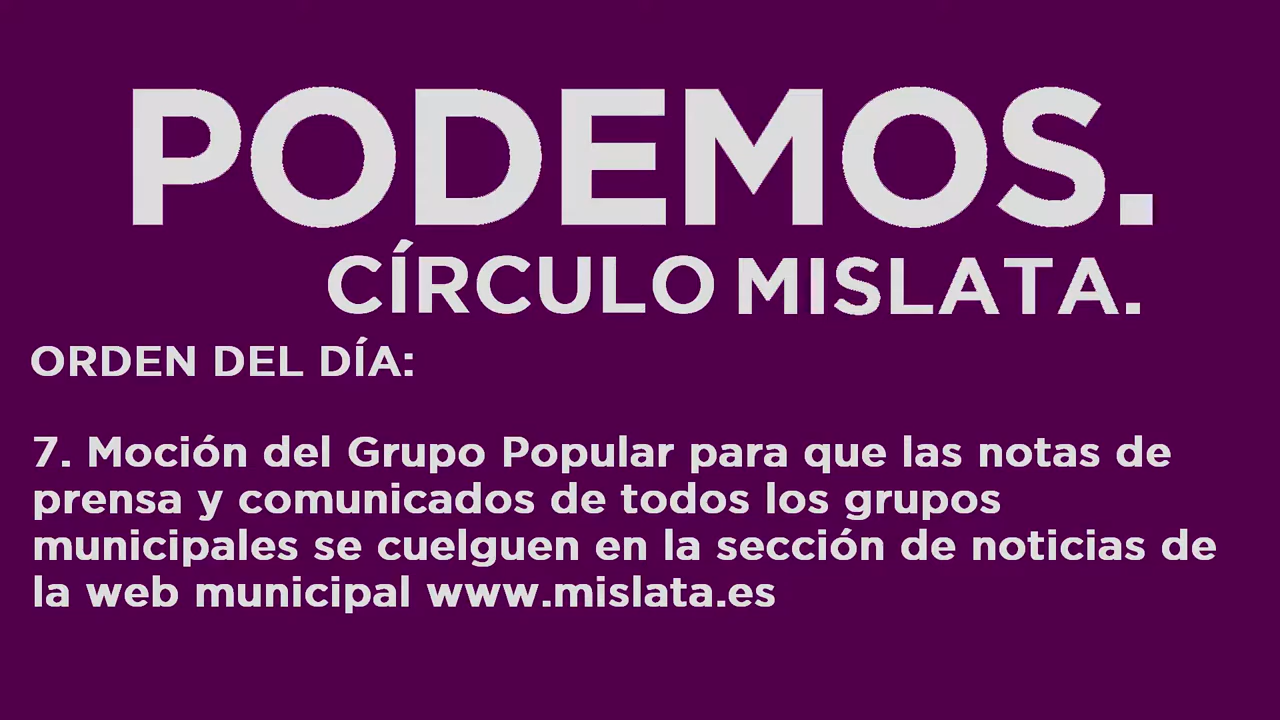 PODEMOS.
CÍRCULO MISLATA.
ORDEN DEL DÍA:
7. Moción del Grupo Popular para que las notas de
prensa y comunicados de todos los grupos
municipales se cuelguen en la sección de noticias de
la web municipal www.mislata.es